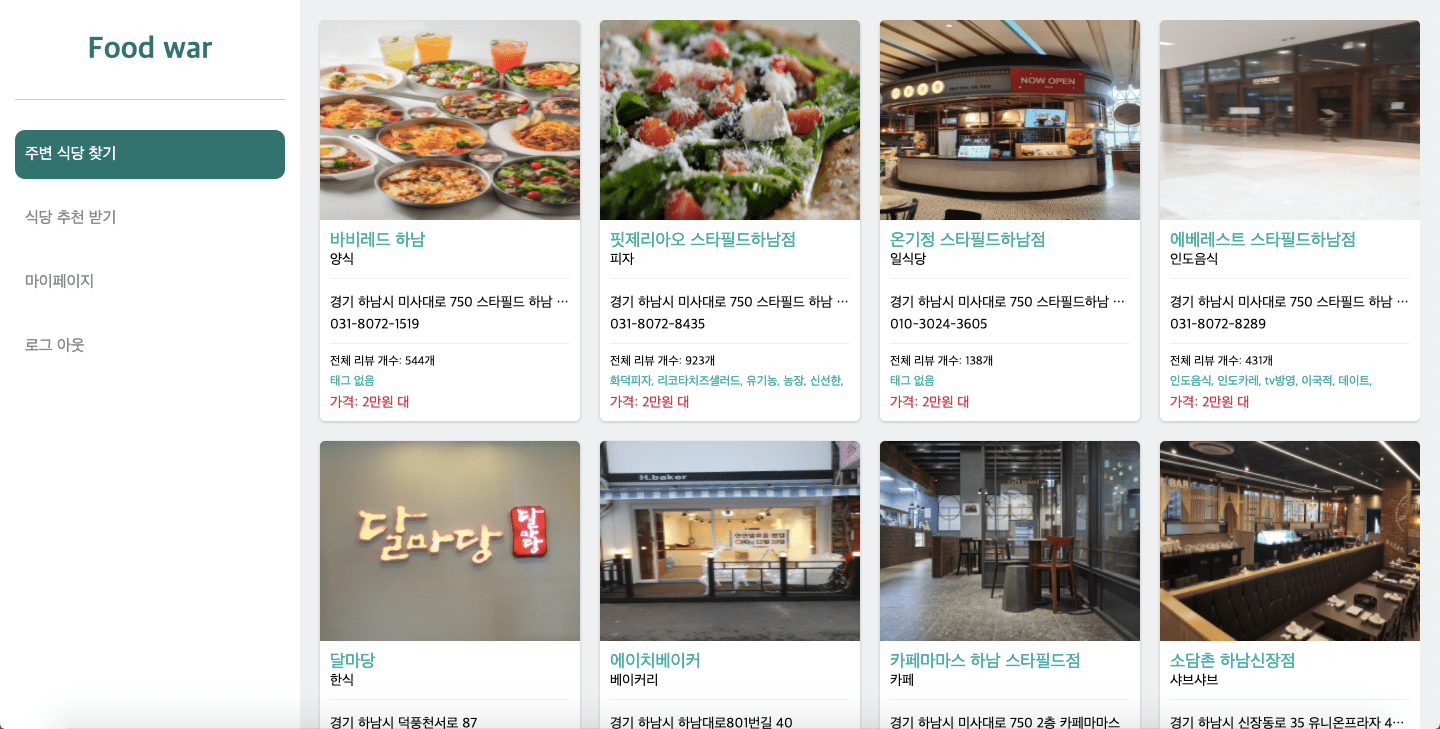 Food war
주변 식당 찾기
식당 추천 받기
마이페이지
로그 아웃
바비레드 하남
양식
경기 하남시 미사대로 750 스타필드 하남 ...
031-8072-1519
전체 리뷰 개수: 544개
태그 없음
가격: 2만원 대
핏제리아오 스타필드하남점
피자
경기 하남시 미사대로 750 스타필드 하남 ...
031-8072-8435
전체 리뷰 개수: 923개
화덕피자, 리코타치즈샐러드, 유기농, 농장, 신선한,
가격: 2만원 대
NOW OPEN
온기정 스타필드하남점
일식당
경기 하남시 미사대로 750 스타필드하남 ...
010-3024-3605
전체 리뷰 개수: 138개
태그 없음
가격: 2만원 대
에베레스트 스타필드하남점
인도음식
경기 하남시 미사대로 750 스타필드 하남 ...
031-8072-8289
전체 리뷰 개수: 431개
인도음식, 인도카레, tv방영, 이국적, 데이트,
가격: 2만원 대
달마당
달마당
달마당
한식
경기 하남시 덕풍천서로 87
H.baker
에이치베이커
베이커리
경기 하남시 하남대로801번길 40
카페마마스 하남 스타필드점
카페
경기 하남시 미사대로 750 2층 카페마마스
BAR
소담촌 하남신장점
샤브샤브
경기 하남시 신장동로 35 유니온프라자 4...